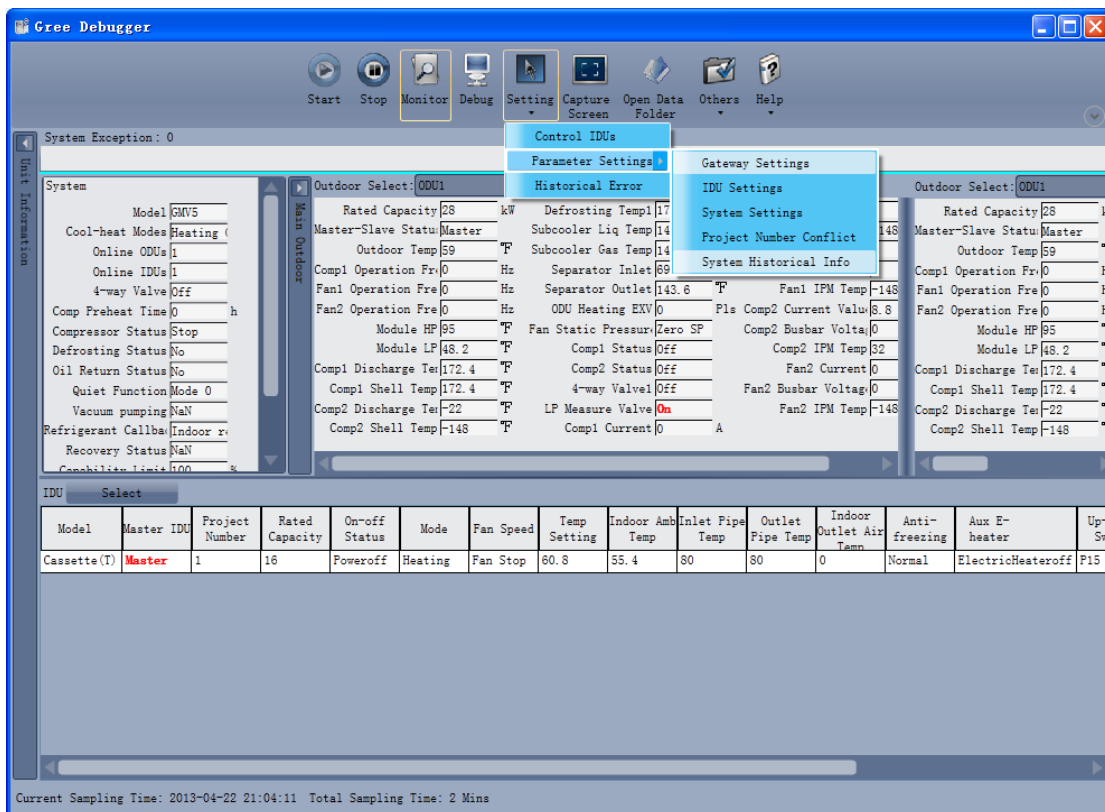 Gree Debugger
Start Stop Monitor Debug Setting Capture Screen Open Data Folder Others Help
System Exception: 0
Control IDUs
Parameter Settings
Historical Error
Gateway Settings
IDU Settings
System Settings
Project Number Conflict
System Historical Info
Unit Information
System
Model GMV5
Cool-heat Modes Heating (
Online ODUs 1
Online IDUs 1
4-way Valve Off
Comp Preheat Time 0 h
Compressor Status Stop
Defrosting Status No
Oil Return Status No
Quiet Function Mode 0
Vacuum pumping NaN
Refrigerant Callba Indoor r
Recovery Status NaN
Capability Limit 100 %
Main Outdoor
Outdoor Select: ODU1
Rated Capacity 28 kW
Master-Slave Statu Master
Outdoor Temp 59 °F
Comp1 Operation Fre 0 Hz
Fan1 Operation Fre 0 Hz
Fan2 Operation Fre 0 Hz
Module HP 95 °F
Module LP 48.2 °F
Comp1 Discharge Te 172.4 °F
Comp1 Shell Temp 172.4 °F
Comp2 Discharge Te -22 °F
Comp2 Shell Temp -148 °F
Defrosting Temp1 17
Subcooler Liq Temp 14
Subcooler Gas Temp 14
Separator Inlet 69
Separator Outlet 143.6 °F
ODU Heating EXV 0 Pls
Fan Static Pressur Zero SP
Comp1 Status Off
Comp2 Status Off
4-way Valve1 Off
LP Measure Valve On
Comp1 Current 0 A
148
Fan1 IPM Temp -148
Comp2 Current Valu 8.8
Comp2 Busbar Volta 0
Comp2 IPM Temp 32
Fan2 Current 0
Fan2 Busbar Voltag 0
Fan2 IPM Temp -148
Outdoor Select: ODU1
Rated Capacity 28
Master-Slave Statu Master
Outdoor Temp 59
Comp1 Operation Fr 0
Fan1 Operation Fre 0
Fan2 Operation Fre 0
Module HP 95
Module LP 48.2
Comp1 Discharge Te 172.4
Comp1 Shell Temp 172.4
Comp2 Discharge Te -22
Comp2 Shell Temp -148
IDU Select
Model Master IDU Project Number Rated Capacity On-off Status Mode Fan Speed Temp Setting Indoor Amb Temp Inlet Pipe Temp Outlet Pipe Temp Indoor Outlet Air Temp Anti-freezing Aux E-heater Up-
Cassette(T) Master 1 16 Poweroff Heating Fan Stop 60.8 55.4 80 80 0 Normal ElectricHeateroff P15
Current Sampling Time: 2013-04-22 21:04:11 Total Sampling Time: 2 Mins